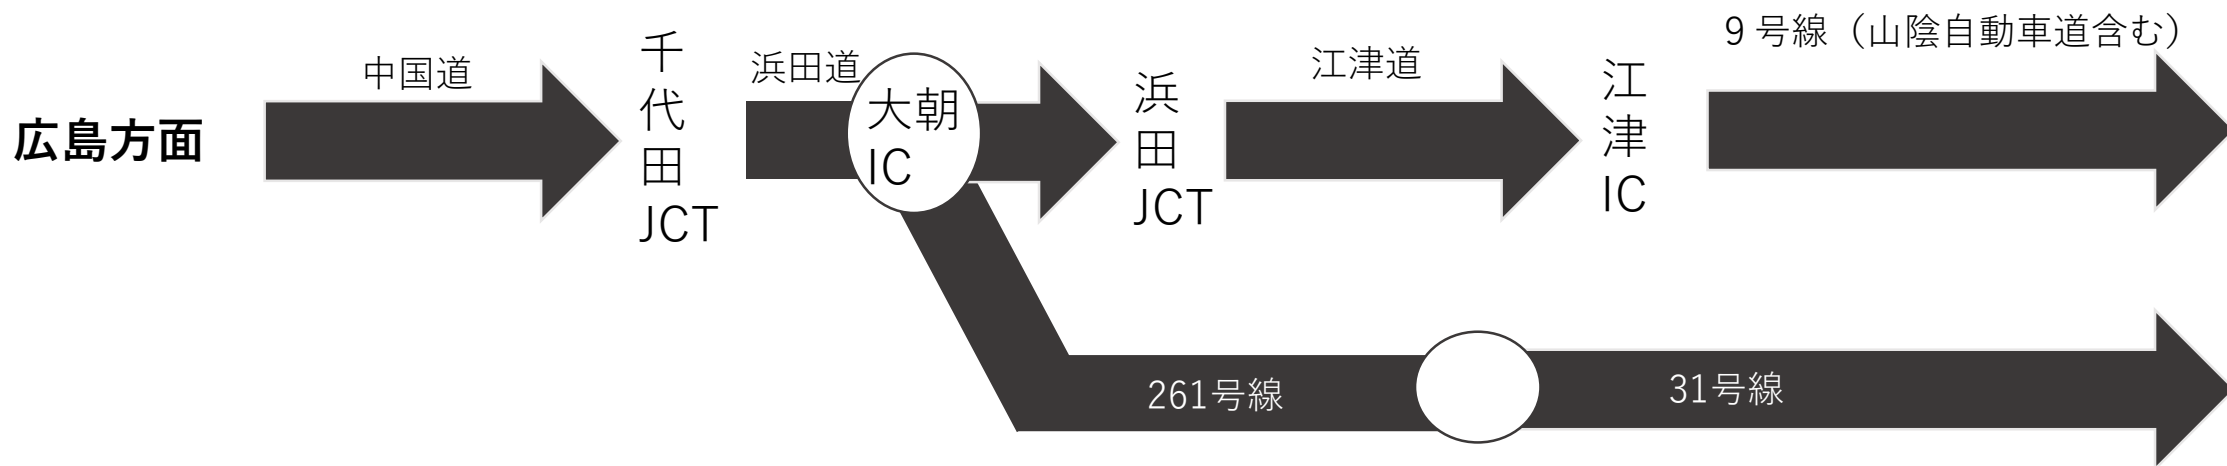 広島方面
中国道
千代田JCT
浜田道
大朝
IC
浜田JCT
江津道
江津IC
9号線（山陰自動車道含む）
261号線
31号線